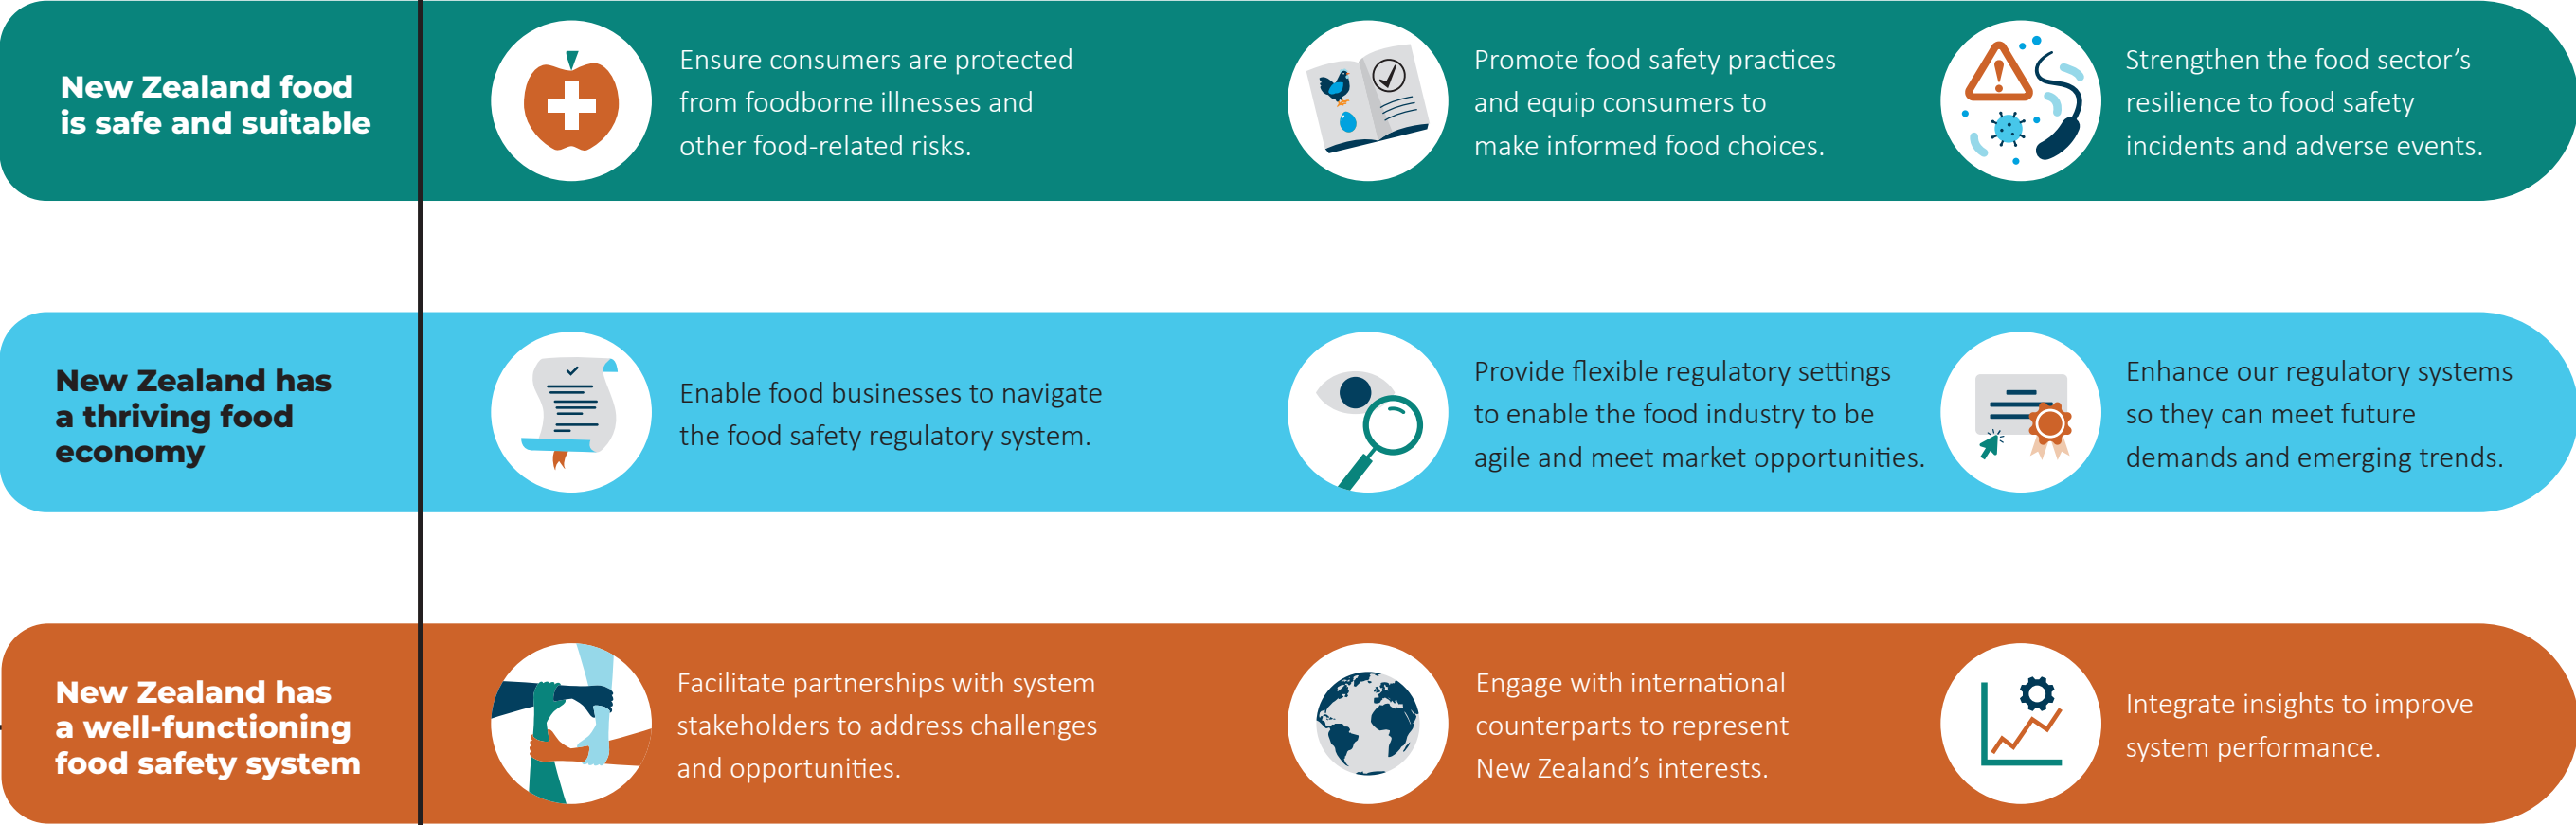 New Zealand food
is safe and suitable
Ensure consumers are protected
from foodborne illnesses and
other food-related risks.
Promote food safety practices
and equip consumers to
make informed food choices.
Strengthen the food sector’s
resilience to food safety
incidents and adverse events.
New Zealand has
a thriving food
economy
Enable food businesses to navigate
the food safety regulatory system.
Provide flexible regulatory settings
to enable the food industry to be
agile and meet market opportunities.
Enhance our regulatory systems
so they can meet future
demands and emerging trends.
New Zealand has
a well-functioning
food safety system
Facilitate partnerships with system
stakeholders to address challenges
and opportunities.
Engage with international
counterparts to represent
New Zealand’s interests.
Integrate insights to improve
system performance.